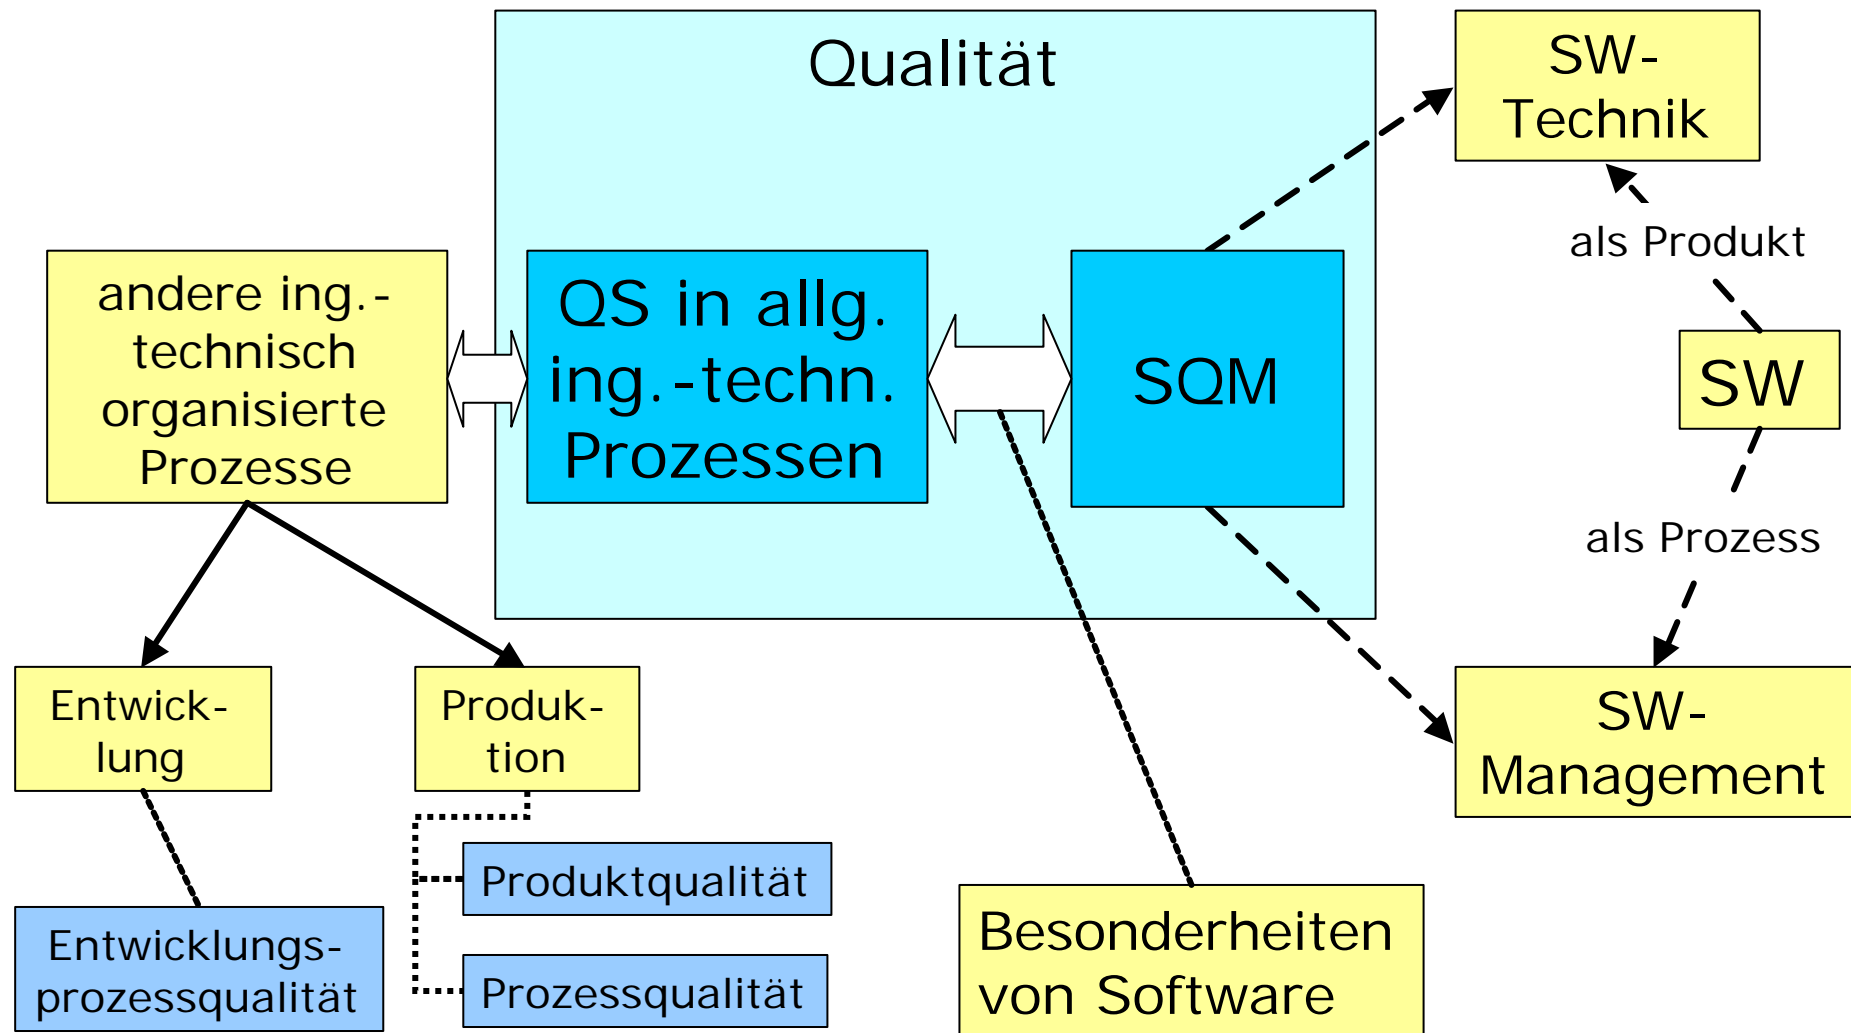 Qualität
SW-
Technik
als Produkt
andere ing.-
technisch
organisierte
Prozesse
QS in allg.
ing.-techn.
Prozessen
SQM
SW
als Prozess
Entwick-
lung
Produk-
tion
SW-
Management
Produktqualität
Entwicklungs-
prozessqualität
Prozessqualität
Besonderheiten
von Software